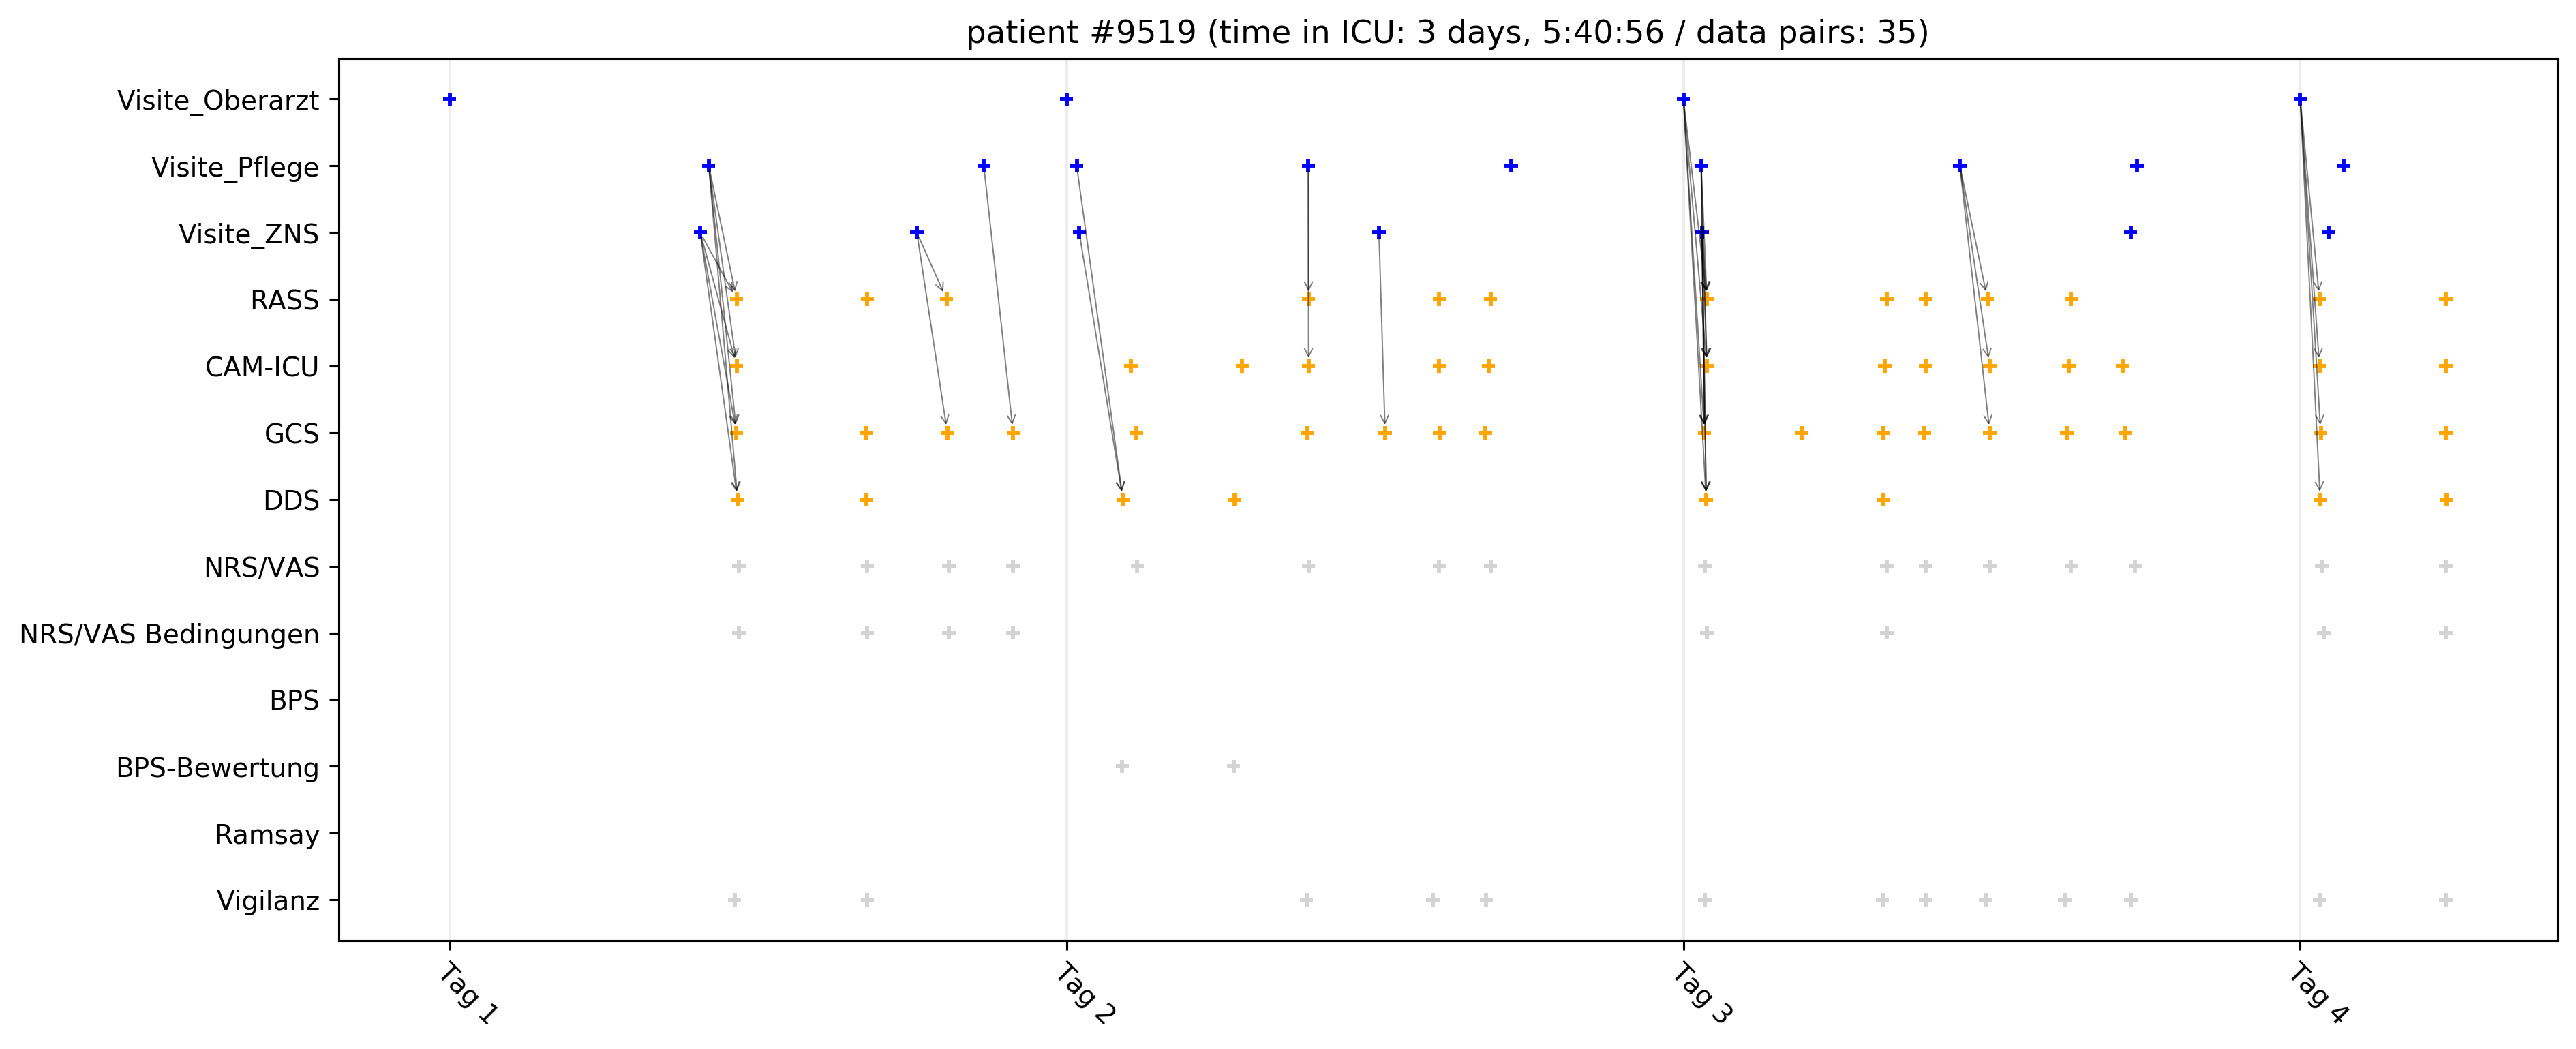 patient #9519 (time in ICU: 3 days, 5:40:56 / data pairs: 35)
Visite_Oberarzt
Visite_Pflege
Visite_ZNS
RASS
CAM-ICU
GCS
DDS
NRS/VAS
NRS/VAS Bedingungen
BPS
BPS-Bewertung
Ramsay
Vigilanz
Tag 1
Tag 2
Tag 3
Tag 4